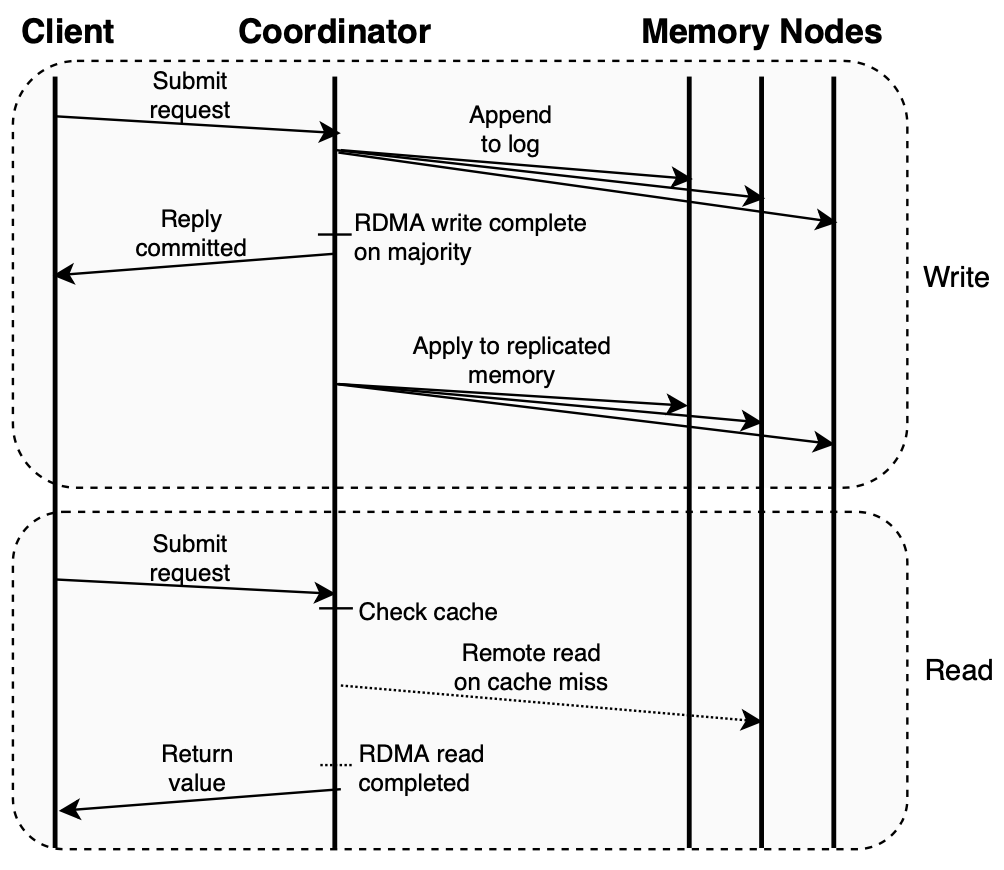 Client
Coordinator
Memory Nodes
Submit
request
Append
to log
Reply
committed
RDMA write complete
on majority
Write
Apply to replicated
memory
Submit
request
Check cache
Remote read
on cache miss
Read
Return
value
RDMA read
completed